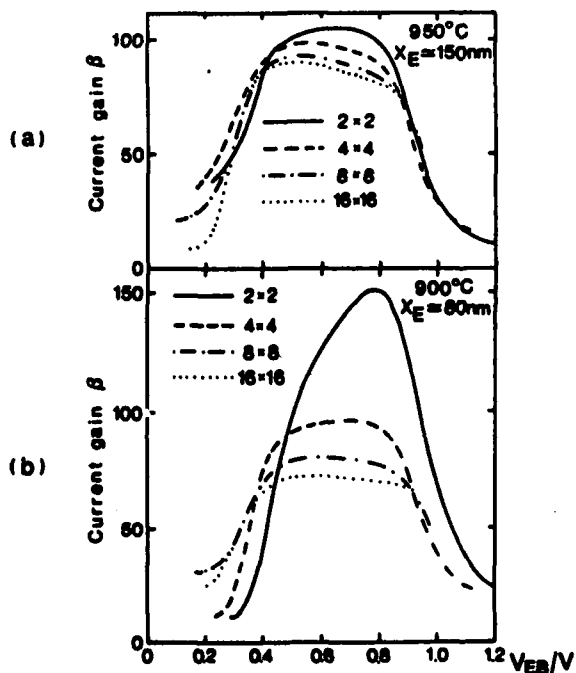 (a)
Current gain β
100
50
0
950°C
X_E≃150nm
2×2
4×4
8×8
16×16
(b)
Current gain β
150
100
50
0
900°C
X_E≃80nm
2×2
4×4
8×8
16×16
0 0.2 0.4 0.6 0.8 1.0 1.2 V_EB/V